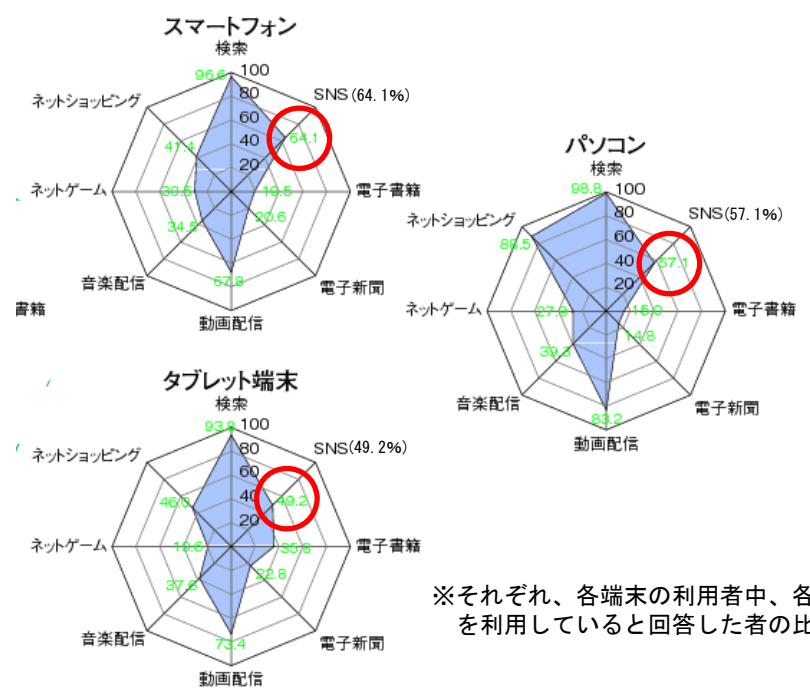 スマートフォン
検索
96.6
100
80
60
40
20
SNS(64.1%)
64.1
電子書籍
20.6
電子新聞
67.8
動画配信
34.5
音楽配信
30.5
ネットゲーム
41.4
ネットショッピング
書籍
パソコン
検索
98.8
100
80
60
40
20
SNS(57.1%)
57.1
15.0
電子書籍
14.8
電子新聞
83.2
動画配信
39.3
音楽配信
27.9
ネットゲーム
88.5
ネットショッピング
タブレット端末
検索
100
80
60
40
20
SNS(49.2%)
49.2
35.8
電子書籍
22.8
電子新聞
73.4
動画配信
37.6
音楽配信
19.6
ネットゲーム
46.0
ネットショッピング
※それぞれ、各端末の利用者中、各
を利用していると回答した者の比